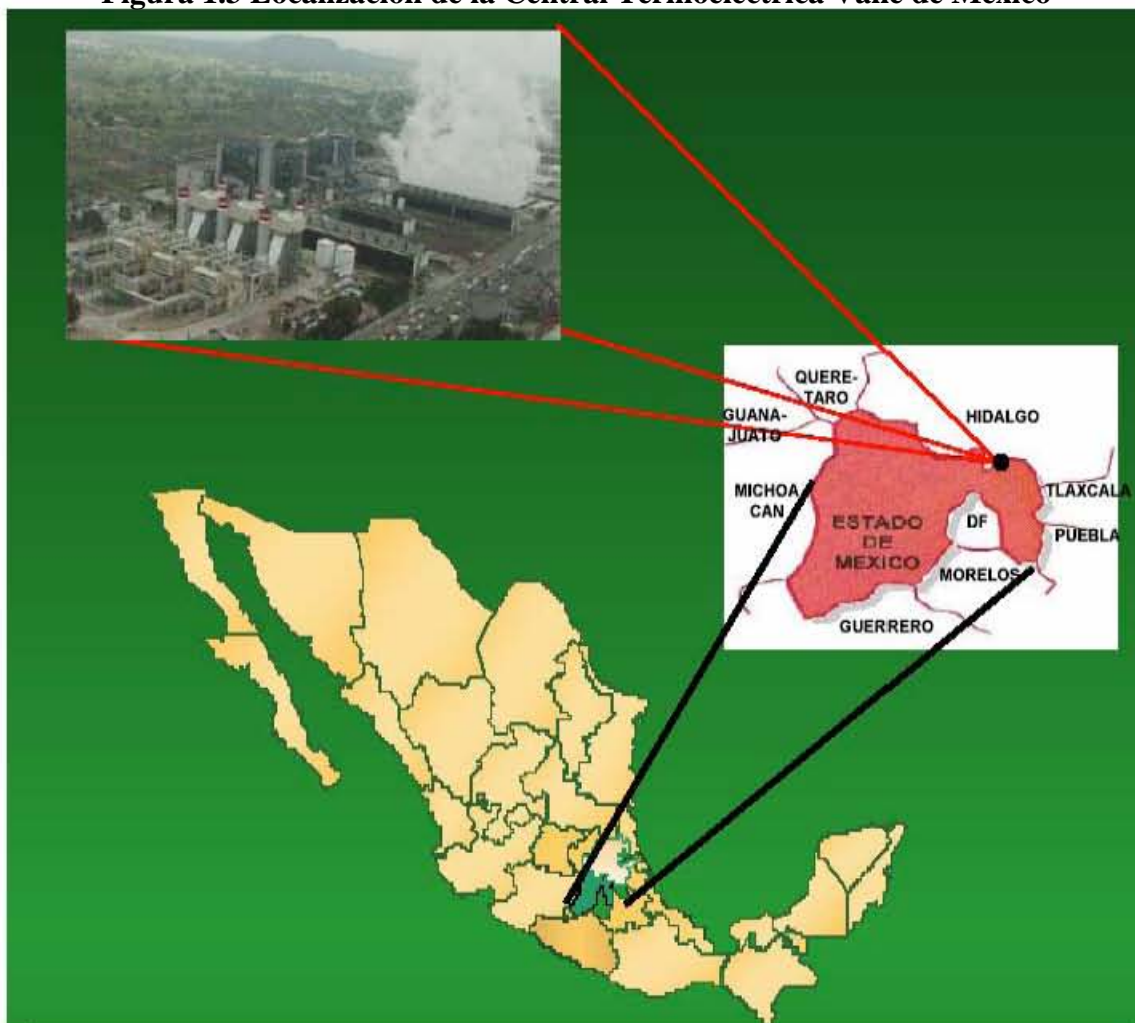 Figura 1.3 Localización de la Central Termoeléctrica Valle de México
QUERE-
TARO
HIDALGO
GUANA-
JUATO
MICHOA
CAN
TLAXCALA
ESTADO
DE
MEXICO
DF
PUEBLA
MORELOS
GUERRERO